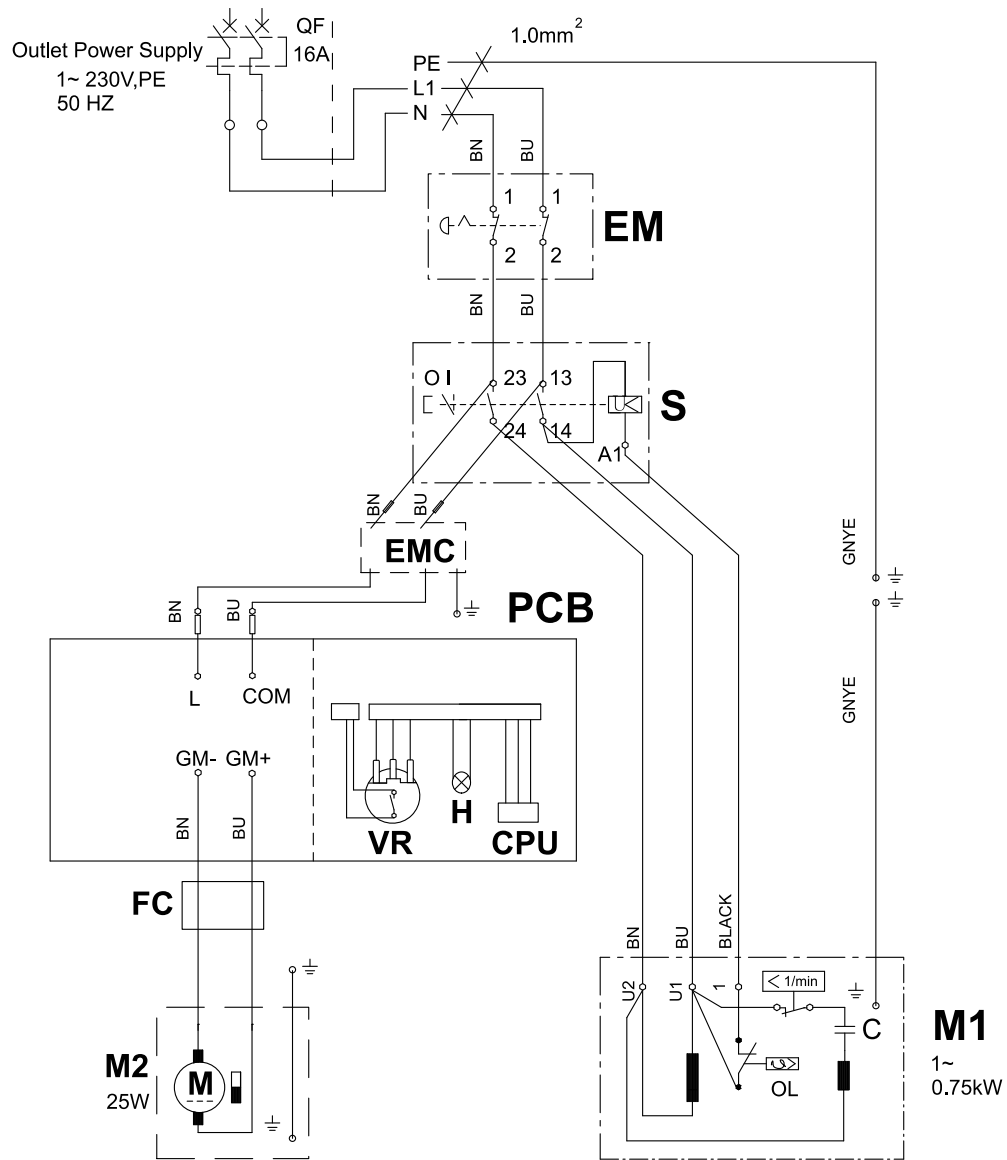 QF
16A
Outlet Power Supply
1~ 230V,PE
50 HZ
1.0mm²
PE
L1
N
BN
BU
1
1
EM
2
2
BN
BU
O I
23
13
S
24
14
U<
A1
BN
BU
EMC
GNYE
PCB
BN
BU
L
COM
GNYE
GM-
GM+
BN
BU
VR
H
CPU
FC
BN
BU
BLACK
U2
U1
1
< 1/min
C
M1
1~
0.75kW
OL
M2
25W
M